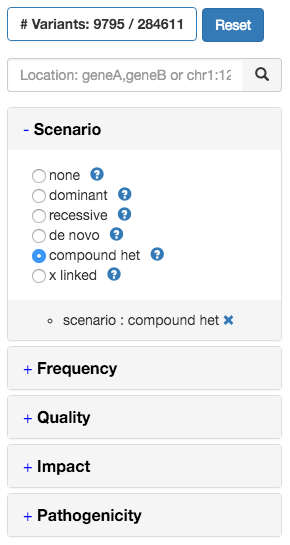 # Variants: 9795 / 284611 Reset
Location: geneA,geneB or chr1:12
- Scenario
none ?
dominant ?
recessive ?
de novo ?
compound het ?
x linked ?
scenario : compound het ×
+ Frequency
+ Quality
+ Impact
+ Pathogenicity